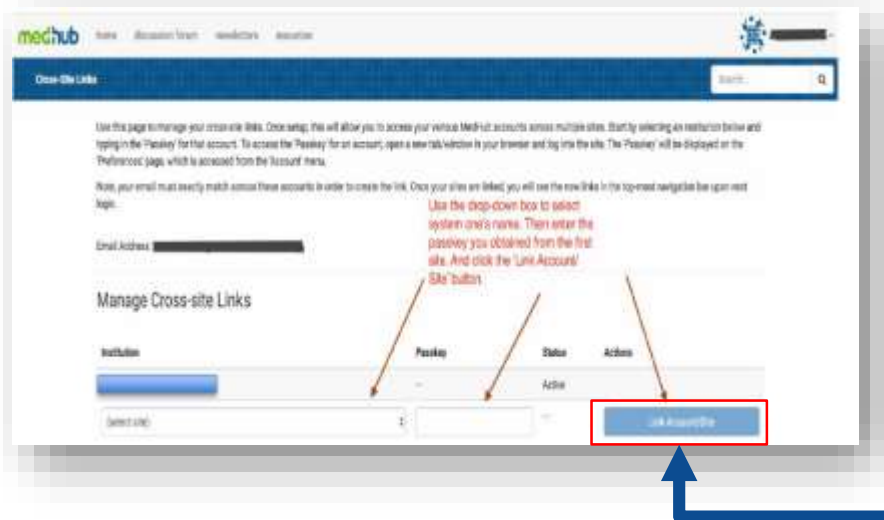 medhub home discussion forum newsletters resources
Cross-Site Links Search...
Use this page to manage your cross-site links. Once setup, this will allow you to access your various MedHub accounts across multiple sites. Start by selecting an institution below and
typing in the 'Passkey' for that account. To access the 'Passkey' for an account, open a new tab/window in your browser and log into the site. The 'Passkey' will be displayed on the
'Preferences' page, which is accessed from the 'Account' menu.
Note, your email must exactly match across these accounts in order to create the link. Once your sites are linked, you will see the new links in the top-most navigation bar upon next
login.
Use the drop-down box to select
system one's name. Then enter the
passkey you obtained from the first
site. And click the 'Link Account/
Site' button
Email Address:
Manage Cross-site Links
Institution Passkey Status Actions
-- Active
(select site) -- Link Account/Site